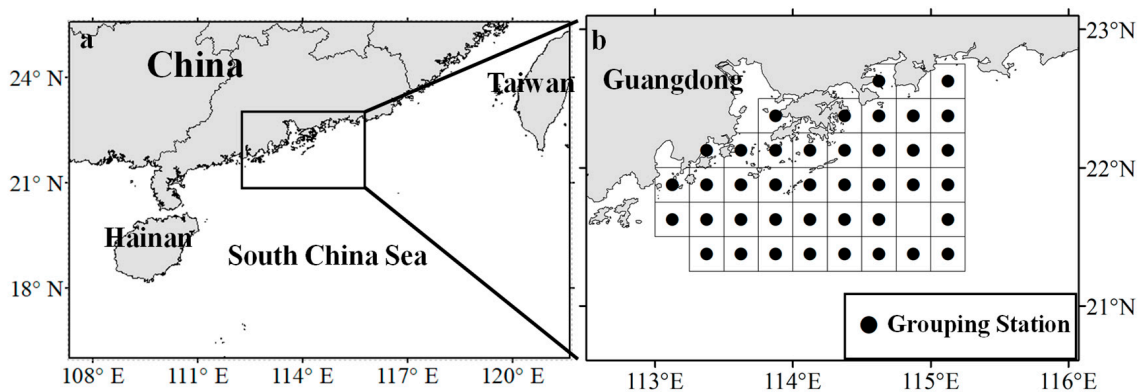 a
China
Taiwan
Hainan
South China Sea
24° N
21° N
18° N
108° E
111° E
114° E
117° E
120° E
b
Guangdong
23°N
22°N
21°N
Grouping Station
113°E
114°E
115°E
116°E